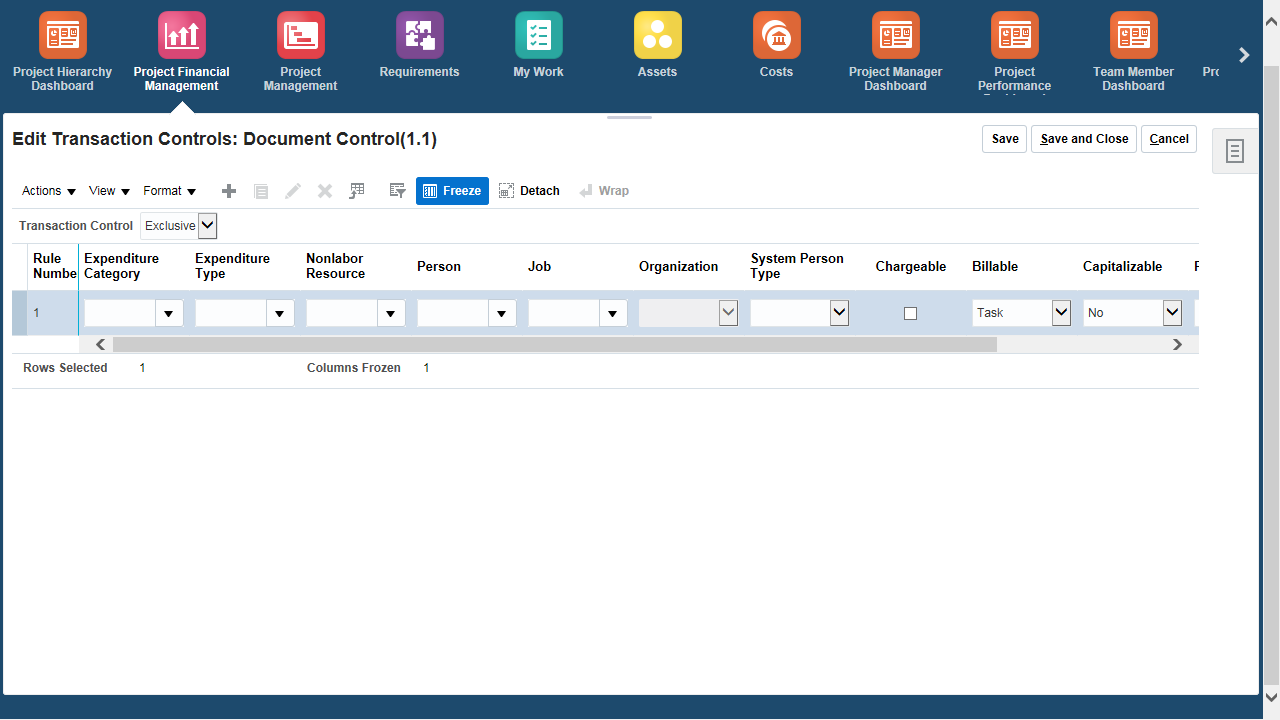 Project Hierarchy Dashboard
Project Financial Management
Project Management
Requirements
My Work
Assets
Costs
Project Manager Dashboard
Project Performance
Team Member Dashboard
Edit Transaction Controls: Document Control(1.1)
Save
Save and Close
Cancel
Actions
View
Format
Freeze
Detach
Wrap
Transaction Control
Exclusive
Rule Numbe
Expenditure Category
Expenditure Type
Nonlabor Resource
Person
Job
Organization
System Person Type
Chargeable
Billable
Capitalizable
1
Task
No
Rows Selected 1
Columns Frozen 1